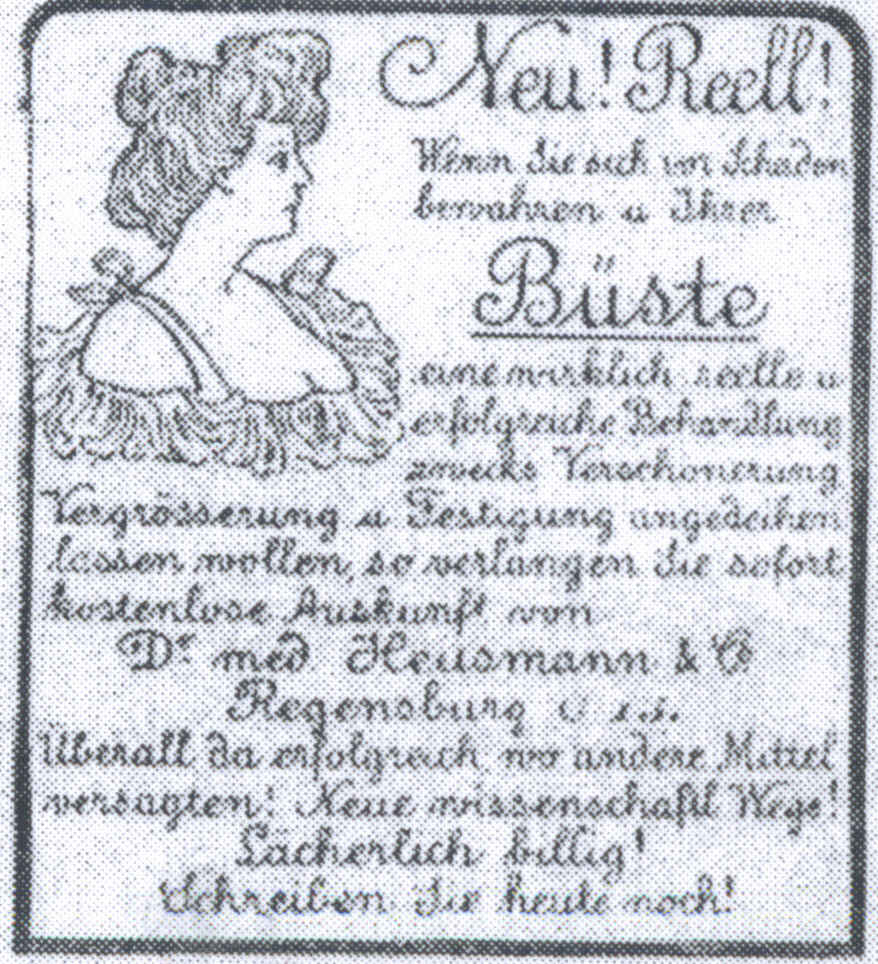 Neu! Reell!
Wenn Sie sich vor Schaden
bewahren u Ihrer
Büste
eine wirklich reelle u
erfolgreiche Behandlung
zwecks Verschönerung
Vergrösserung u Festigung angedeihen
lassen wollen, so verlangen Sie sofort
kostenlose Auskunft von
Dr. med Heusmann & Co
Regensburg
Überall da erfolgreich wo andere Mittel
versagten! Neue wissenschaftl Wege!
Lächerlich billig!
Schreiben Sie heute noch!